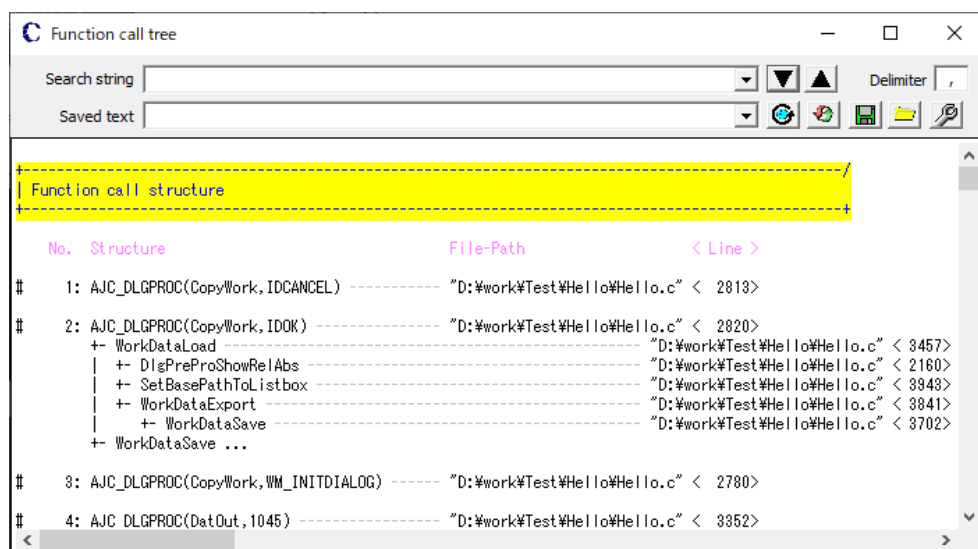 Function call tree
Search string
Delimiter ,
Saved text
+----------------------------------------------------------------------------------------------------/
| Function call structure
+----------------------------------------------------------------------------------------------------+
No. Structure File-Path < Line >
# 1: AJC_DLGPROC(CopyWork,IDCANCEL) ----------- "D:¥work¥Test¥Hello¥Hello.c" < 2813>
# 2: AJC_DLGPROC(CopyWork,IDOK) --------------- "D:¥work¥Test¥Hello¥Hello.c" < 2820>
+- WorkDataLoad -------------------------------------------------- "D:¥work¥Test¥Hello¥Hello.c" < 3457>
| +- DlgPreProShowRelAbs ---------------------------------------- "D:¥work¥Test¥Hello¥Hello.c" < 2160>
| +- SetBasePathToListbox --------------------------------------- "D:¥work¥Test¥Hello¥Hello.c" < 3943>
| +- WorkDataExport --------------------------------------------- "D:¥work¥Test¥Hello¥Hello.c" < 3841>
| +- WorkDataSave -------------------------------------------- "D:¥work¥Test¥Hello¥Hello.c" < 3702>
+- WorkDataSave ...
# 3: AJC_DLGPROC(CopyWork,WM_INITDIALOG) ------ "D:¥work¥Test¥Hello¥Hello.c" < 2780>
# 4: AJC_DLGPROC(DatOut,1045) ----------------- "D:¥work¥Test¥Hello¥Hello.c" < 3352>